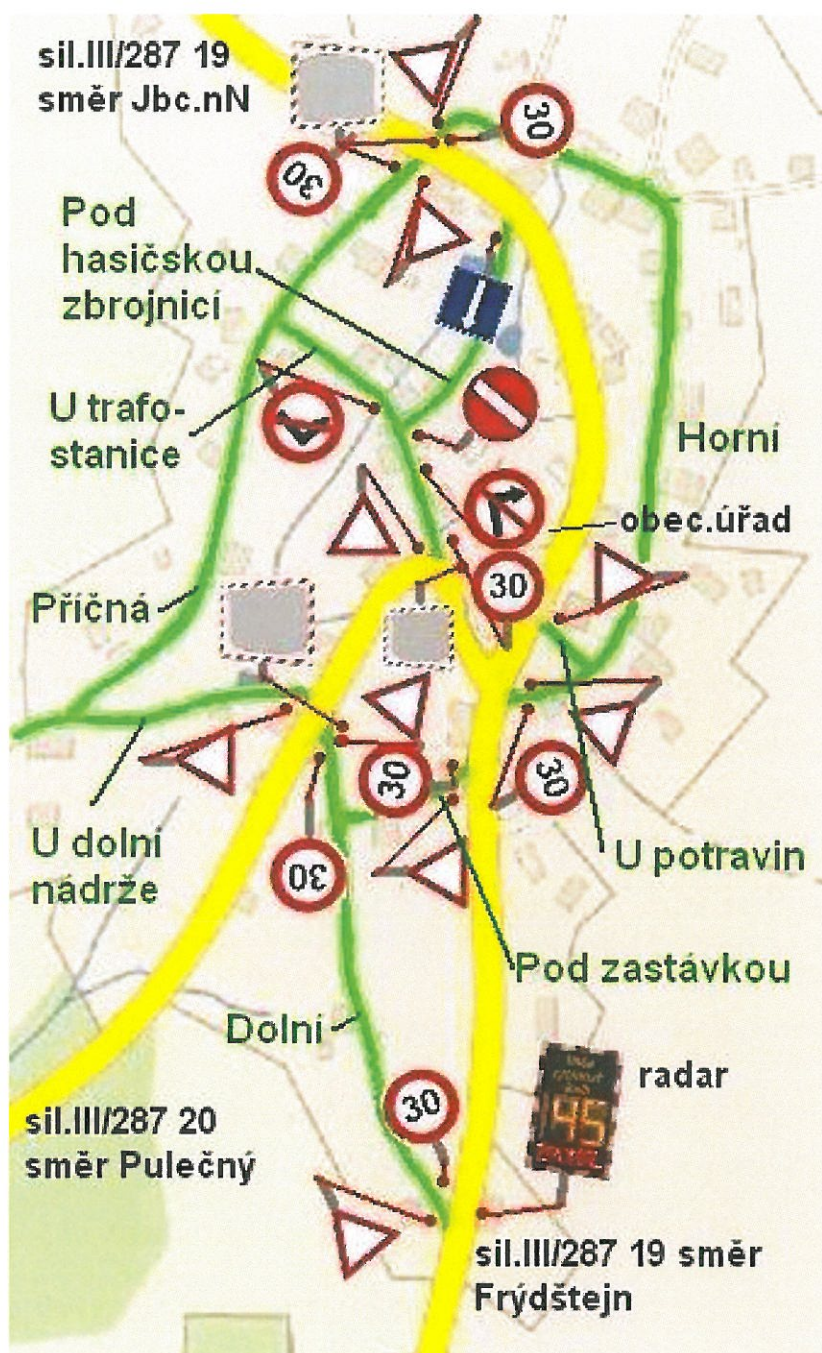 sil.III/287 19
směr Jbc.nN
30
30
Pod
hasičskou
zbrojnicí
U trafo-
stanice
Horní
obec.úřad
30
Příčná
30
30
U dolní
nádrže
30
U potravin
Pod zastávkou
Dolní
radar
30
sil.III/287 20
směr Pulečný
sil.III/287 19 směr
Frýdštejn